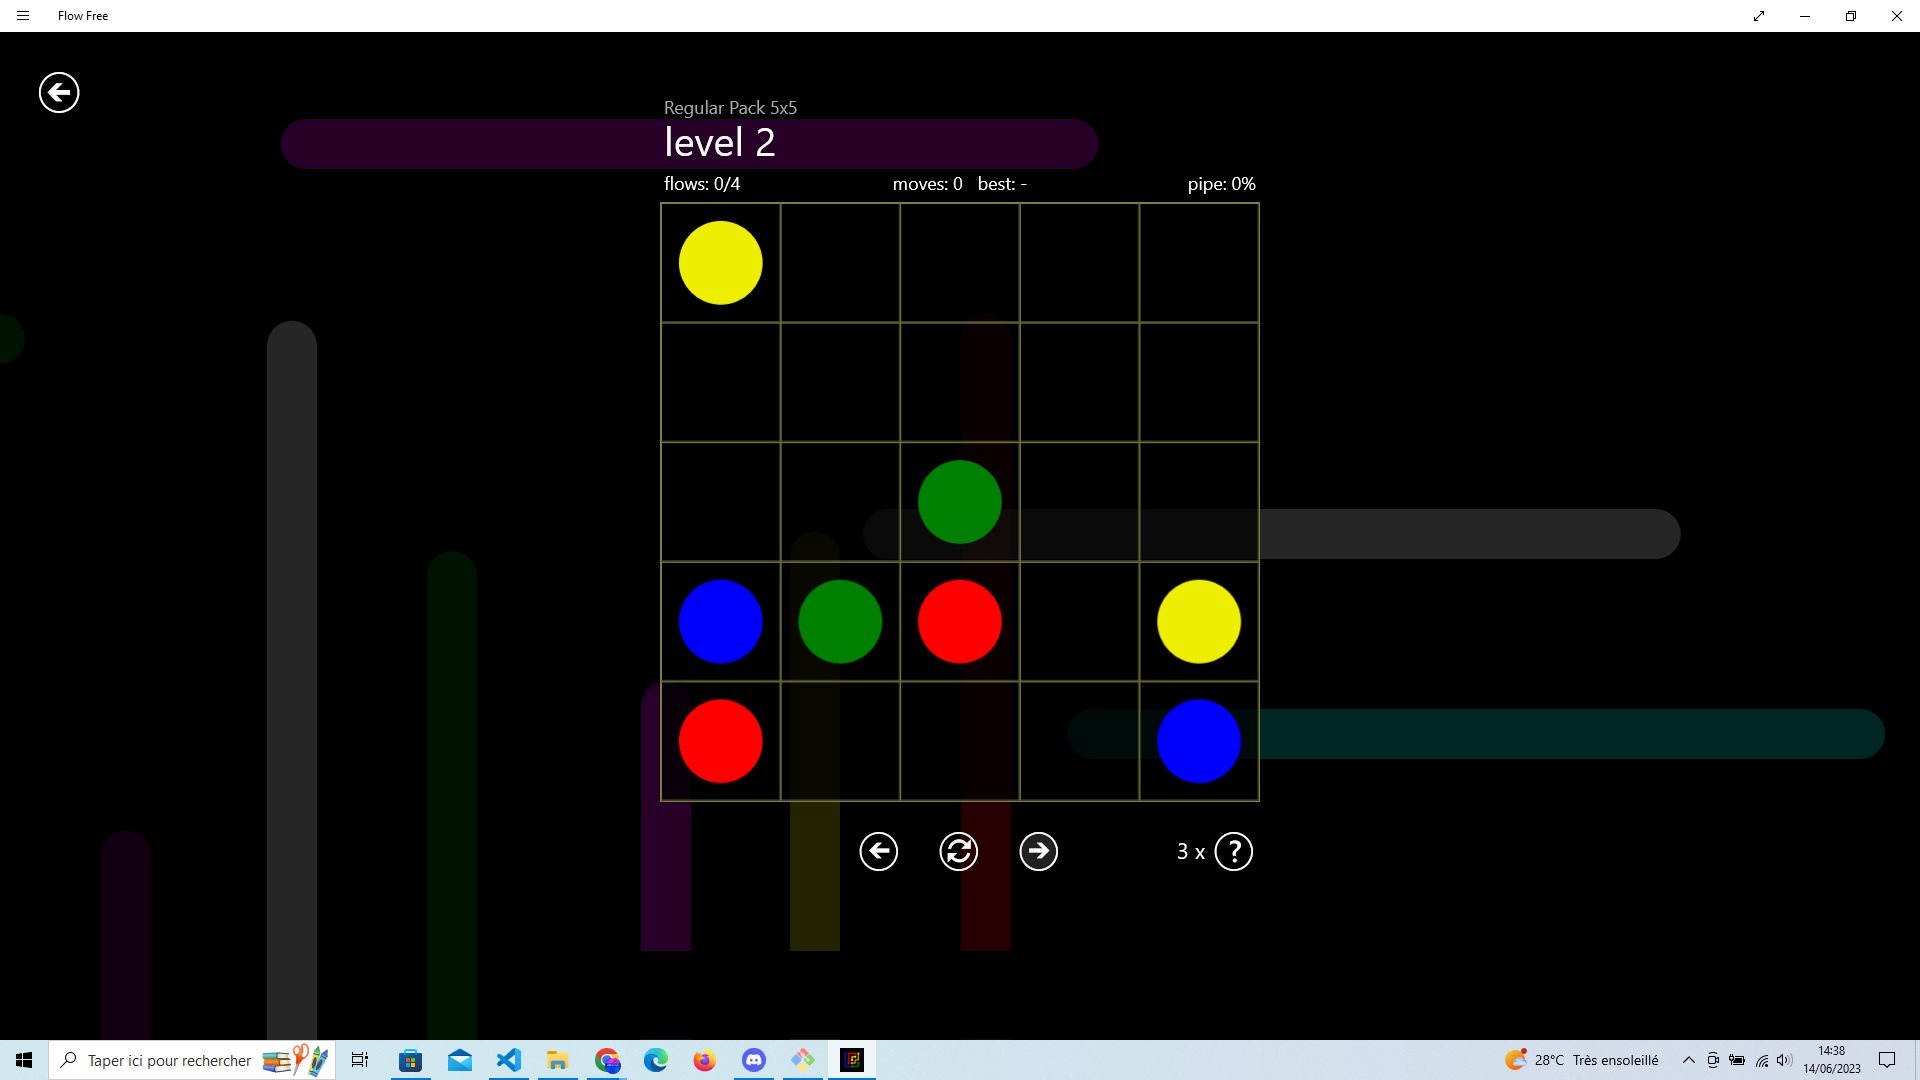 Flow Free
Regular Pack 5x5
level 2
flows: 0/4 moves: 0 best: - pipe: 0%
3 x ?
Taper ici pour rechercher
28°C Très ensoleillé
14:38
14/06/2023